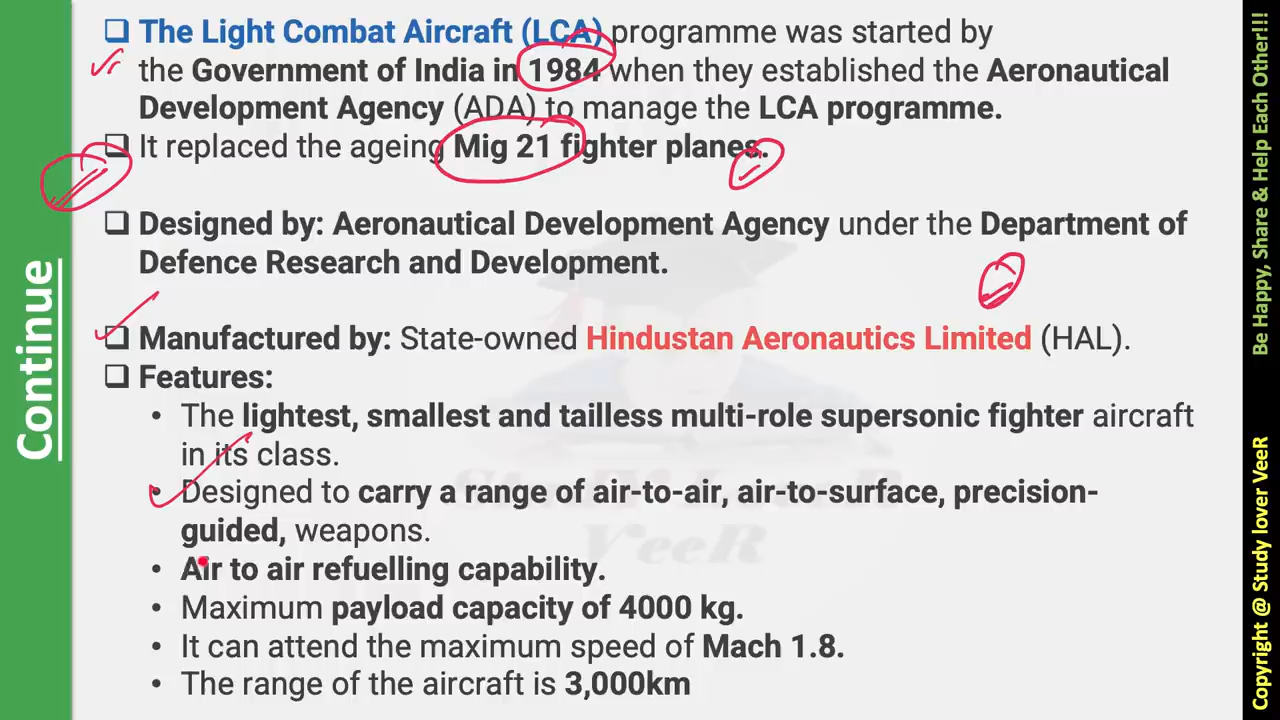 ❑ The Light Combat Aircraft (LCA) programme was started by
the Government of India in 1984 when they established the Aeronautical
Development Agency (ADA) to manage the LCA programme.
❑ It replaced the ageing Mig 21 fighter planes.
❑ Designed by: Aeronautical Development Agency under the Department of
Defence Research and Development.
❑ Manufactured by: State-owned Hindustan Aeronautics Limited (HAL).
❑ Features:
• The lightest, smallest and tailless multi-role supersonic fighter aircraft
in its class.
• Designed to carry a range of air-to-air, air-to-surface, precision-
guided, weapons.
• Air to air refuelling capability.
• Maximum payload capacity of 4000 kg.
• It can attend the maximum speed of Mach 1.8.
• The range of the aircraft is 3,000km
Continue
Be Happy, Share & Help Each Other!!!
Copyright @ Study lover VeeR
VeeR